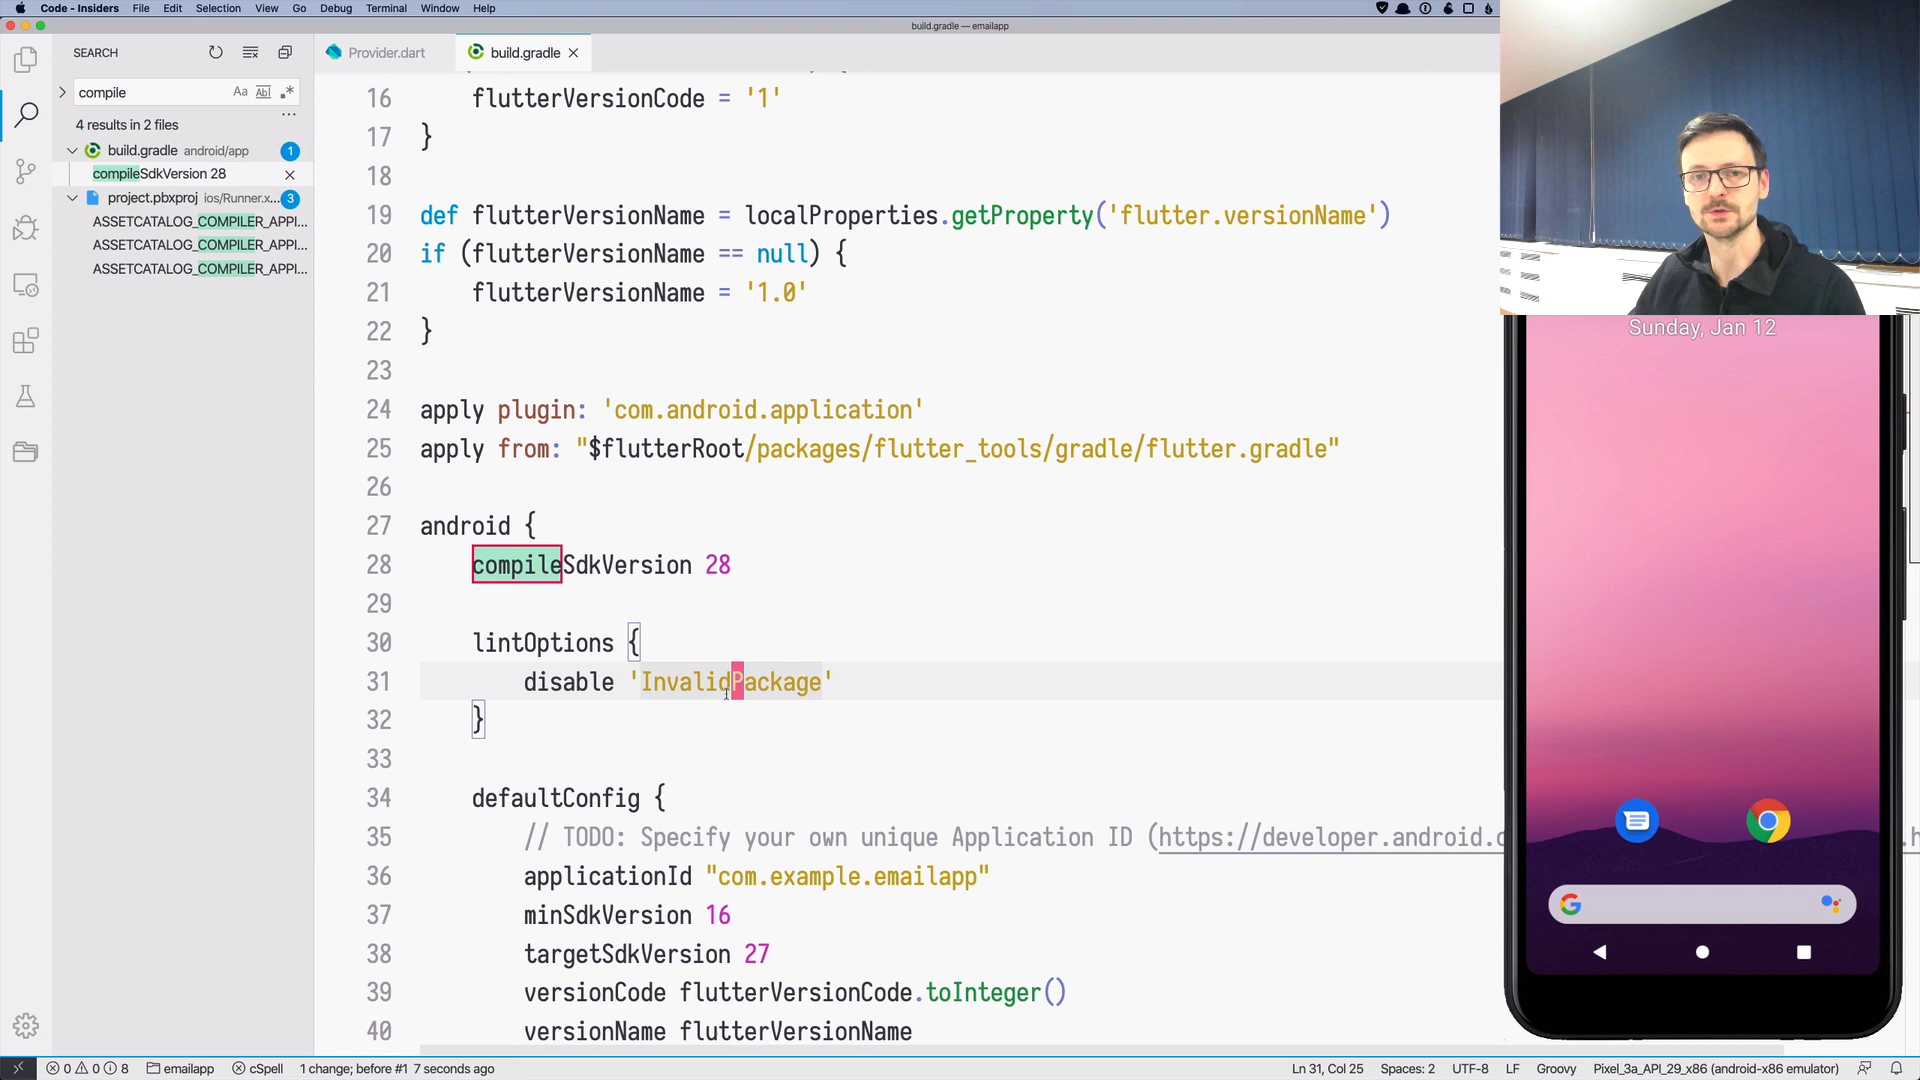 Code - Insiders File Edit Selection View Go Debug Terminal Window Help
build.gradle — emailapp
SEARCH
Provider.dart
build.gradle
compile
Aa Abl .*
4 results in 2 files
build.gradle android/app 1
compileSdkVersion 28
project.pbxproj ios/Runner.x... 3
ASSETCATALOG_COMPILER_APPI...
ASSETCATALOG_COMPILER_APPI...
ASSETCATALOG_COMPILER_APPI...
16 flutterVersionCode = '1'
17 }
18
19 def flutterVersionName = localProperties.getProperty('flutter.versionName')
20 if (flutterVersionName == null) {
21 flutterVersionName = '1.0'
22 }
23
24 apply plugin: 'com.android.application'
25 apply from: "$flutterRoot/packages/flutter_tools/gradle/flutter.gradle"
26
27 android {
28 compileSdkVersion 28
29
30 lintOptions {
31 disable 'InvalidPackage'
32 }
33
34 defaultConfig {
35 // TODO: Specify your own unique Application ID (https://developer.android.
36 applicationId "com.example.emailapp"
37 minSdkVersion 16
38 targetSdkVersion 27
39 versionCode flutterVersionCode.toInteger()
40 versionName flutterVersionName
Sunday, Jan 12
0 0 8 emailapp cSpell 1 change; before #1 7 seconds ago
Ln 31, Col 25 Spaces: 2 UTF-8 LF Groovy Pixel_3a_API_29_x86 (android-x86 emulator)